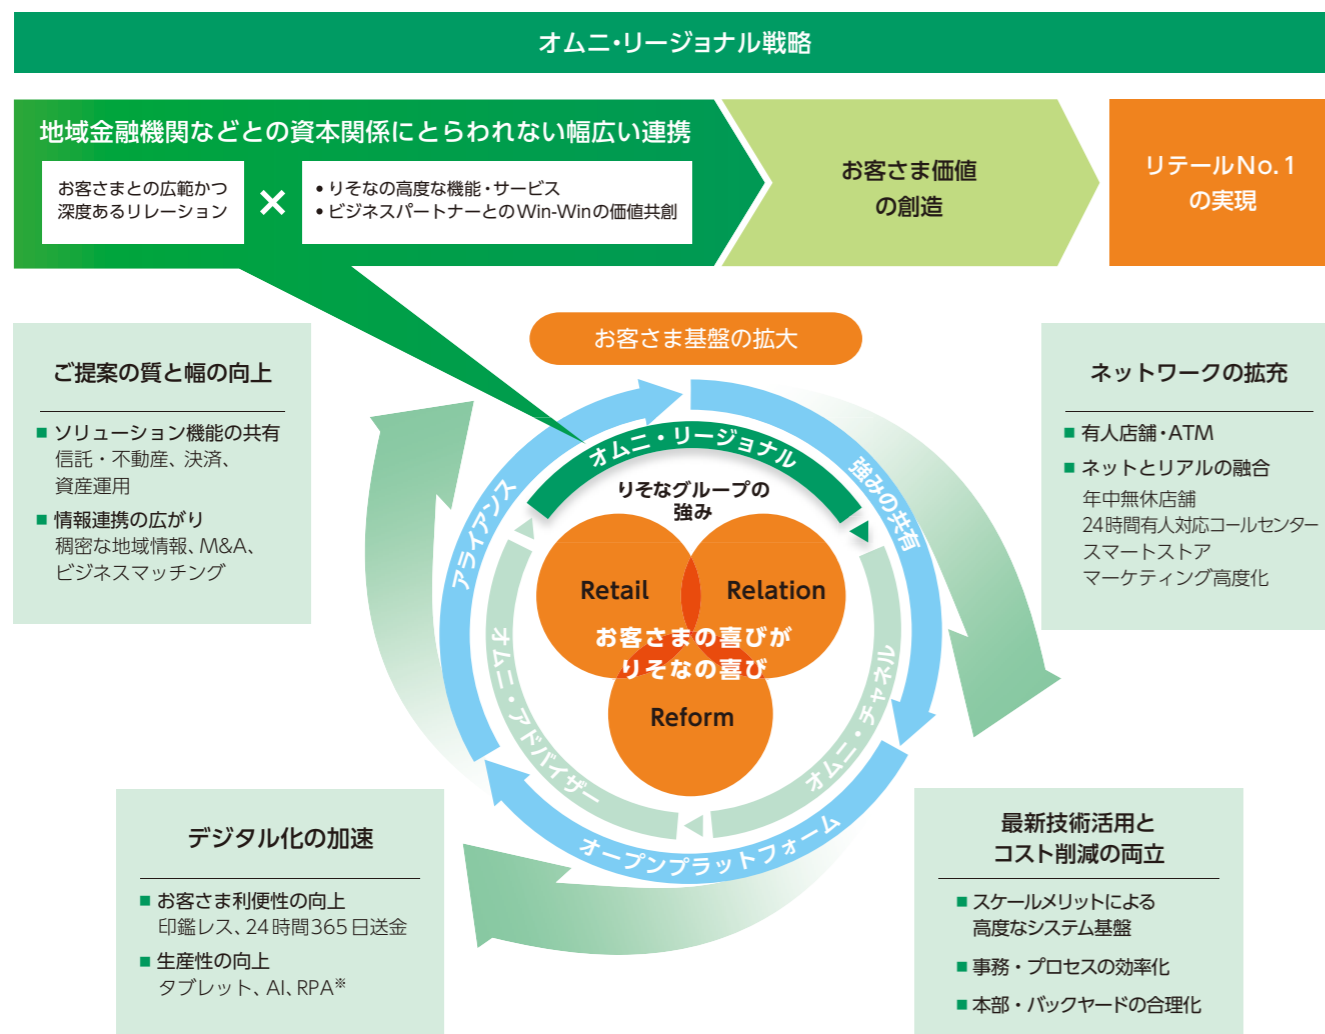 オムニ・リージョナル戦略
地域金融機関などとの資本関係にとらわれない幅広い連携
お客さまとの広範かつ
深度あるリレーション
×
• りそなの高度な機能・サービス
• ビジネスパートナーとのWin-Winの価値共創
お客さま価値
の創造
リテールNo.1
の実現
お客さま基盤の拡大
ご提案の質と幅の向上
■ ソリューション機能の共有
信託・不動産、決済、
資産運用
■ 情報連携の広がり
稠密な地域情報、M&A、
ビジネスマッチング
ネットワークの拡充
■ 有人店舗・ATM
■ ネットとリアルの融合
年中無休店舗
24時間有人対応コールセンター
スマートストア
マーケティング高度化
アライアンス
強みの共有
オープンプラットフォーム
オムニ・リージョナル
オムニ・チャネル
オムニ・アドバイザー
りそなグループの
強み
Retail
Relation
お客さまの喜びが
りそなの喜び
Reform
デジタル化の加速
■ お客さま利便性の向上
印鑑レス、24時間365日送金
■ 生産性の向上
タブレット、AI、RPA※
最新技術活用と
コスト削減の両立
■ スケールメリットによる
高度なシステム基盤
■ 事務・プロセスの効率化
■ 本部・バックヤードの合理化